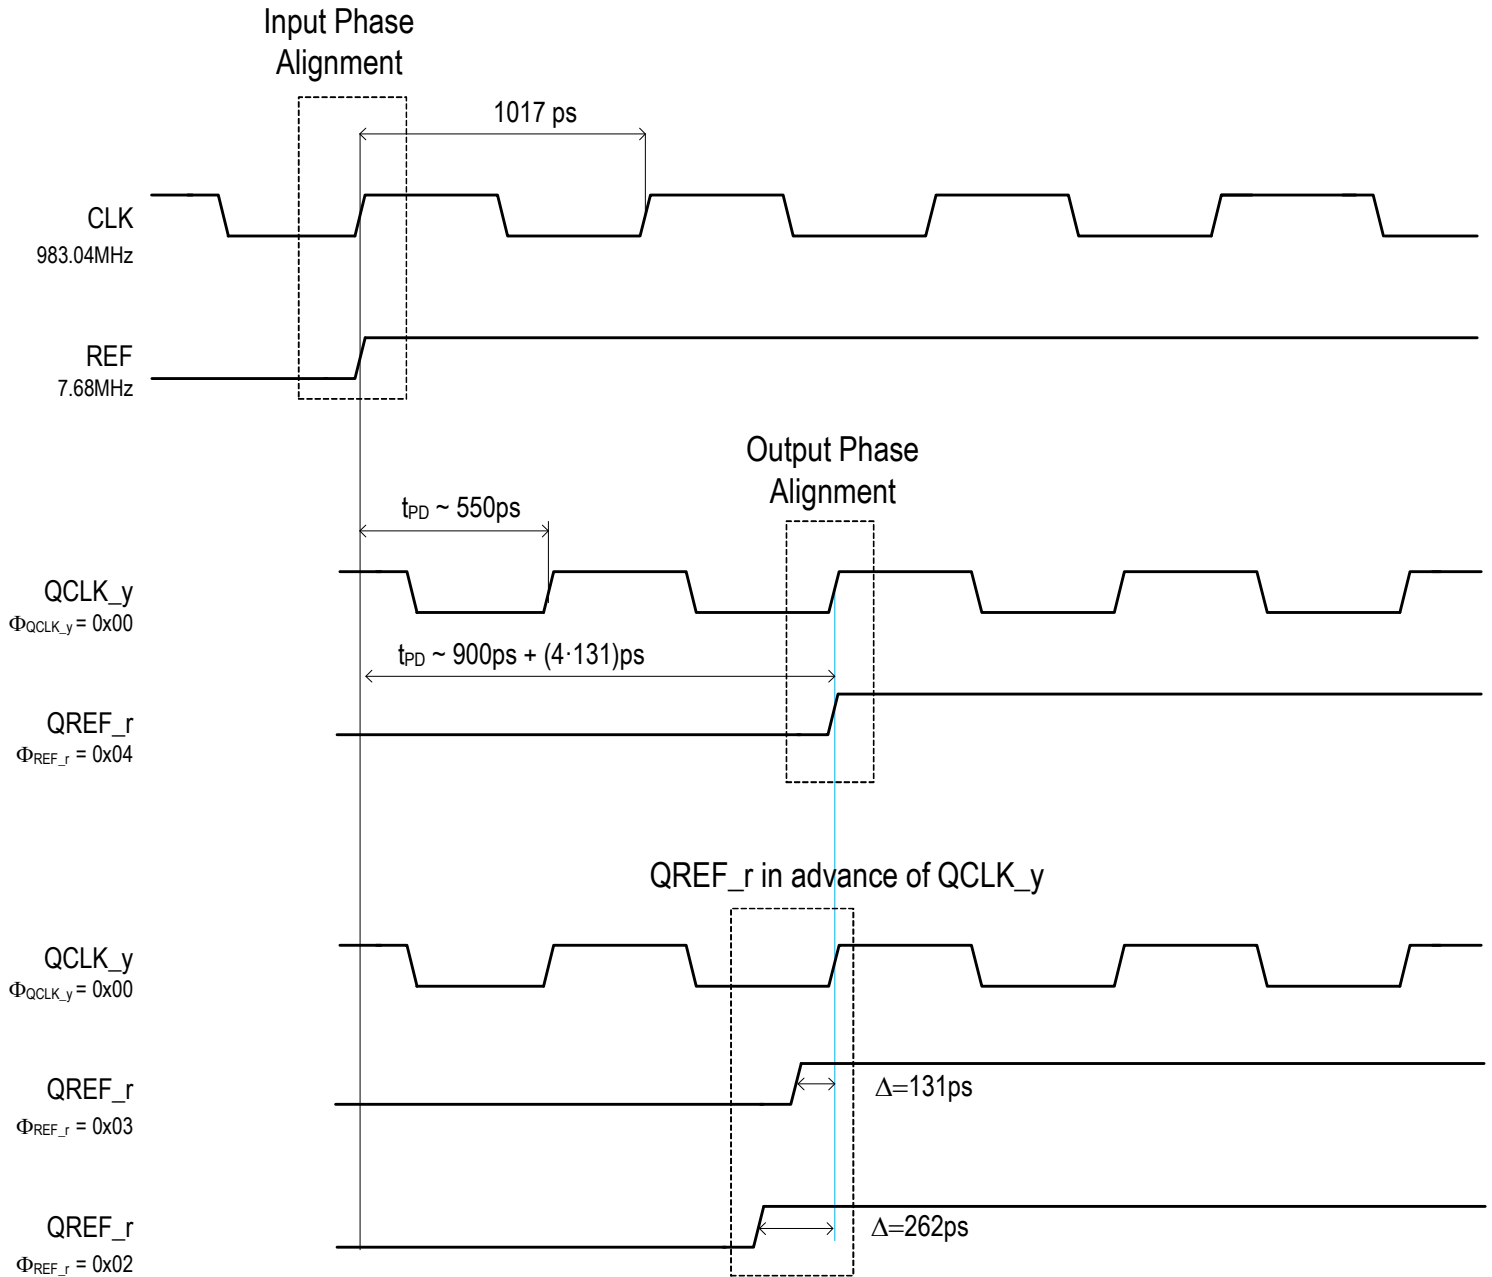 Input Phase
Alignment
1017 ps
CLK
983.04MHz
REF
7.68MHz
Output Phase
Alignment
tPD ~ 550ps
QCLK_y
ΦQCLK_y = 0x00
tPD ~ 900ps + (4·131)ps
QREF_r
ΦREF_r = 0x04
QREF_r in advance of QCLK_y
QCLK_y
ΦQCLK_y = 0x00
QREF_r
ΦREF_r = 0x03
Δ=131ps
QREF_r
ΦREF_r = 0x02
Δ=262ps